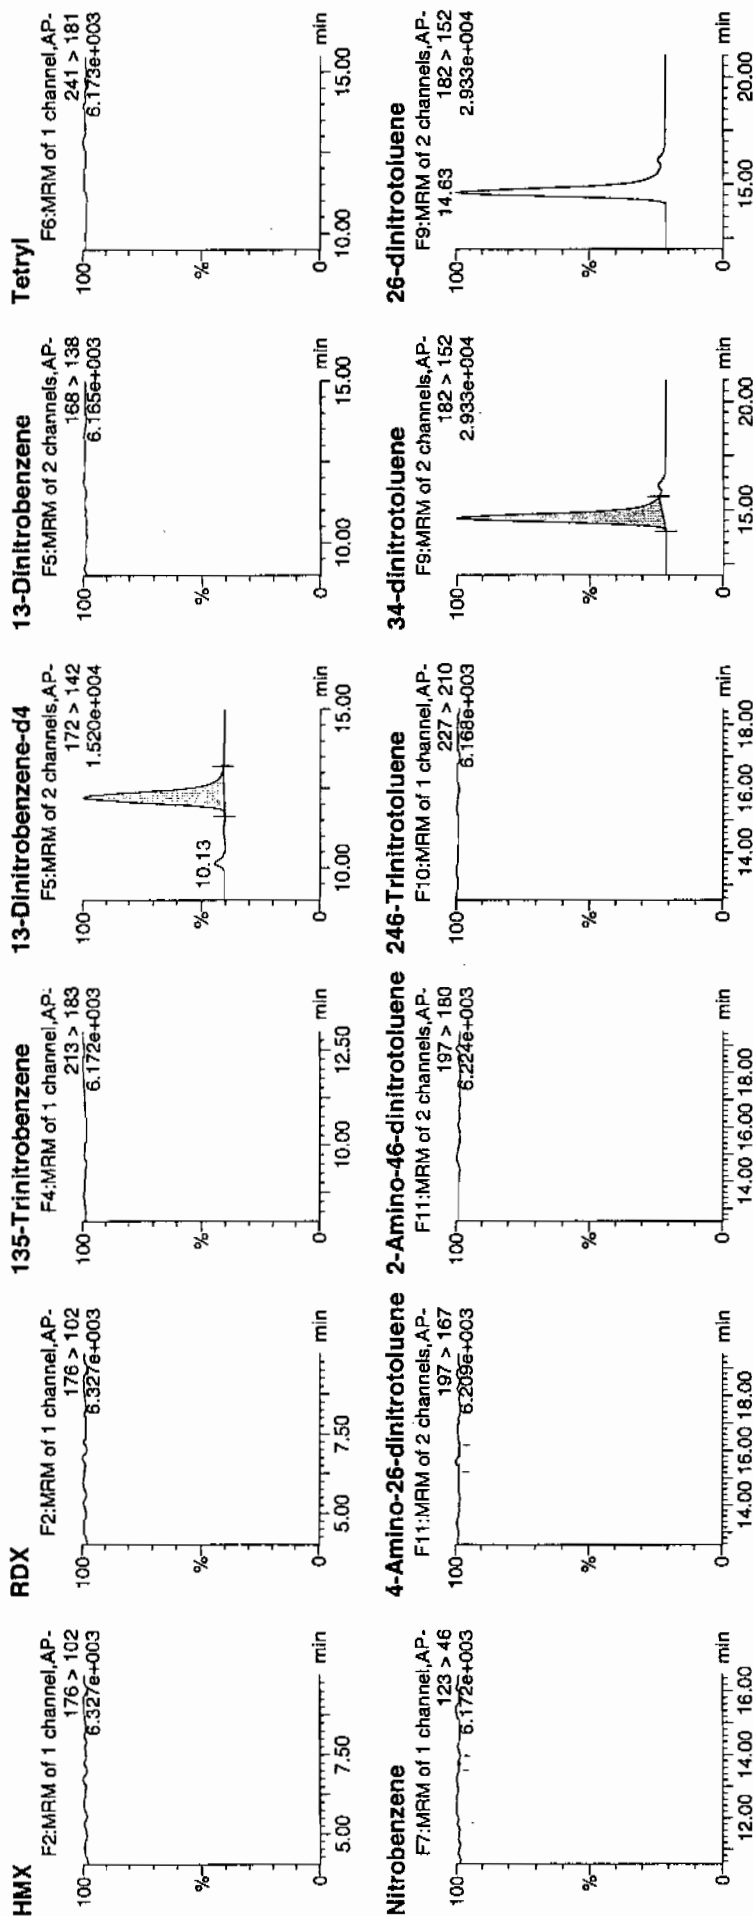 HMX
F2:MRM of 1 channel,AP-
176 > 102
6.327e+003
100
%
0
5.00 7.50 min
RDX
F2:MRM of 1 channel,AP-
176 > 102
6.327e+003
100
%
0
5.00 7.50 min
135-Trinitrobenzene
F4:MRM of 1 channel,AP-
213 > 183
6.172e+003
100
%
0
10.00 12.50 min
13-Dinitrobenzene-d4
F5:MRM of 2 channels,AP-
172 > 142
1.520e+004
100
10.13
%
0
10.00 15.00 min
13-Dinitrobenzene
F5:MRM of 2 channels,AP-
168 > 138
6.165e+003
100
%
0
10.00 15.00 min
Tetryl
F6:MRM of 1 channel,AP-
241 > 181
6.173e+003
100
%
0
10.00 15.00 min
Nitrobenzene
F7:MRM of 1 channel,AP-
123 > 46
6.172e+003
100
%
0
12.00 14.00 16.00 min
4-Amino-26-dinitrotoluene
F11:MRM of 2 channels,AP-
197 > 167
6.209e+003
100
%
0
14.00 16.00 18.00 min
2-Amino-46-dinitrotoluene
F11:MRM of 2 channels,AP-
197 > 180
6.224e+003
100
%
0
14.00 16.00 18.00 min
246-Trinitrotoluene
F10:MRM of 1 channel,AP-
227 > 210
6.168e+003
100
%
0
14.00 16.00 18.00 min
34-dinitrotoluene
F9:MRM of 2 channels,AP-
182 > 152
2.933e+004
100
%
0
15.00 20.00 min
26-dinitrotoluene
F9:MRM of 2 channels,AP-
182 > 152
14.63 2.933e+004
100
%
0
15.00 20.00 min